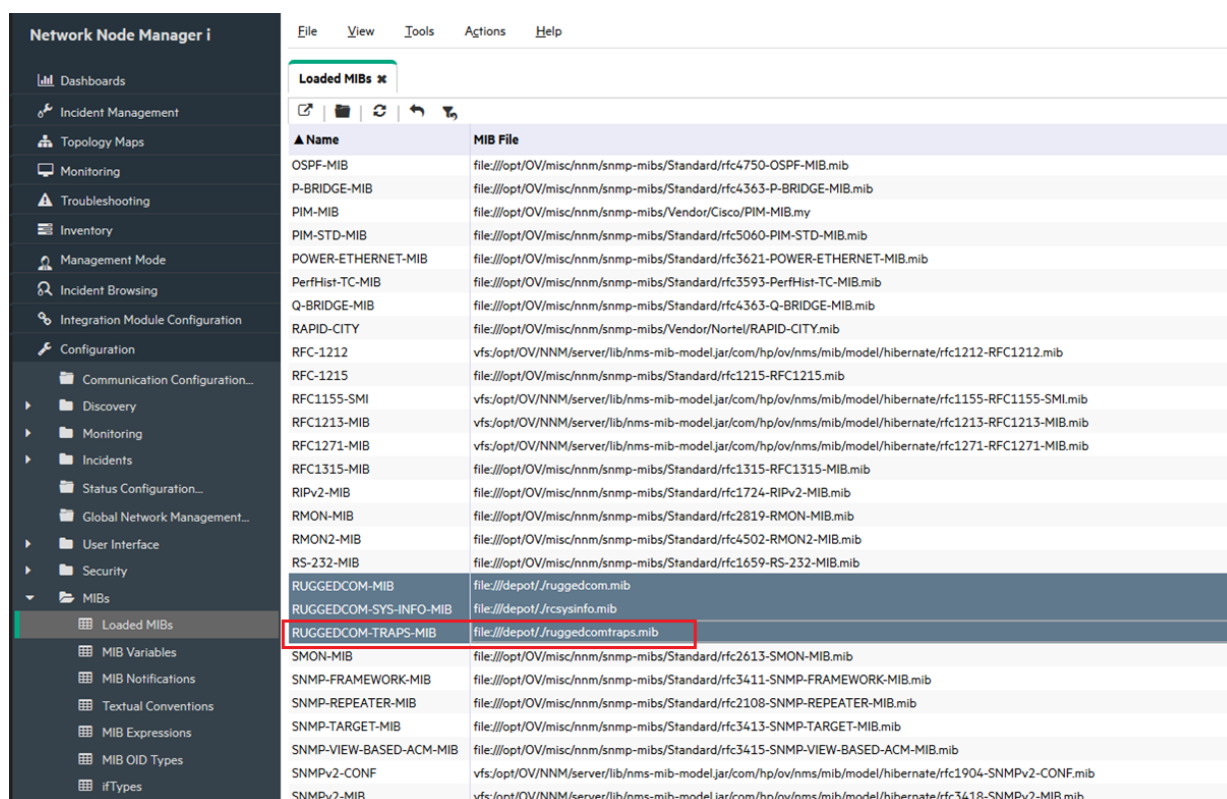 Network Node Manager i
File View Tools Actions Help
Dashboards
Incident Management
Topology Maps
Monitoring
Troubleshooting
Inventory
Management Mode
Incident Browsing
Integration Module Configuration
Configuration
Communication Configuration...
Discovery
Monitoring
Incidents
Status Configuration...
Global Network Management...
User Interface
Security
MIBs
Loaded MIBs
MIB Variables
MIB Notifications
Textual Conventions
MIB Expressions
MIB OID Types
ifTypes
Loaded MIBs
Name MIB File
OSPF-MIB file:///opt/OV/misc/nnm/snmp-mibs/Standard/rfc4750-OSPF-MIB.mib
P-BRIDGE-MIB file:///opt/OV/misc/nnm/snmp-mibs/Standard/rfc4363-P-BRIDGE-MIB.mib
PIM-MIB file:///opt/OV/misc/nnm/snmp-mibs/Vendor/Cisco/PIM-MIB.my
PIM-STD-MIB file:///opt/OV/misc/nnm/snmp-mibs/Standard/rfc5060-PIM-STD-MIB.mib
POWER-ETHERNET-MIB file:///opt/OV/misc/nnm/snmp-mibs/Standard/rfc3621-POWER-ETHERNET-MIB.mib
PerfHist-TC-MIB file:///opt/OV/misc/nnm/snmp-mibs/Standard/rfc3593-PerfHist-TC-MIB.mib
Q-BRIDGE-MIB file:///opt/OV/misc/nnm/snmp-mibs/Standard/rfc4363-Q-BRIDGE-MIB.mib
RAPID-CITY file:///opt/OV/misc/nnm/snmp-mibs/Vendor/Nortel/RAPID-CITY.mib
RFC-1212 vfs:/opt/OV/NNM/server/lib/nms-mib-model.jar/com/hp/ov/nms/mib/model/hibernate/rfc1212-RFC1212.mib
RFC-1215 file:///opt/OV/misc/nnm/snmp-mibs/Standard/rfc1215-RFC1215.mib
RFC1155-SMI vfs:/opt/OV/NNM/server/lib/nms-mib-model.jar/com/hp/ov/nms/mib/model/hibernate/rfc1155-RFC1155-SMI.mib
RFC1213-MIB vfs:/opt/OV/NNM/server/lib/nms-mib-model.jar/com/hp/ov/nms/mib/model/hibernate/rfc1213-RFC1213-MIB.mib
RFC1271-MIB vfs:/opt/OV/NNM/server/lib/nms-mib-model.jar/com/hp/ov/nms/mib/model/hibernate/rfc1271-RFC1271-MIB.mib
RFC1315-MIB file:///opt/OV/misc/nnm/snmp-mibs/Standard/rfc1315-RFC1315-MIB.mib
RIPv2-MIB file:///opt/OV/misc/nnm/snmp-mibs/Standard/rfc1724-RIPv2-MIB.mib
RMON-MIB file:///opt/OV/misc/nnm/snmp-mibs/Standard/rfc2819-RMON-MIB.mib
RMON2-MIB file:///opt/OV/misc/nnm/snmp-mibs/Standard/rfc4502-RMON2-MIB.mib
RS-232-MIB file:///opt/OV/misc/nnm/snmp-mibs/Standard/rfc1659-RS-232-MIB.mib
RUGGEDCOM-MIB file:///depot/./ruggedcom.mib
RUGGEDCOM-SYS-INFO-MIB file:///depot/./rcsysinfo.mib
RUGGEDCOM-TRAPS-MIB file:///depot/./ruggedcomtraps.mib
SMON-MIB file:///opt/OV/misc/nnm/snmp-mibs/Standard/rfc2613-SMON-MIB.mib
SNMP-FRAMEWORK-MIB file:///opt/OV/misc/nnm/snmp-mibs/Standard/rfc3411-SNMP-FRAMEWORK-MIB.mib
SNMP-REPEATER-MIB file:///opt/OV/misc/nnm/snmp-mibs/Standard/rfc2108-SNMP-REPEATER-MIB.mib
SNMP-TARGET-MIB file:///opt/OV/misc/nnm/snmp-mibs/Standard/rfc3413-SNMP-TARGET-MIB.mib
SNMP-VIEW-BASED-ACM-MIB file:///opt/OV/misc/nnm/snmp-mibs/Standard/rfc3415-SNMP-VIEW-BASED-ACM-MIB.mib
SNMPv2-CONF vfs:/opt/OV/NNM/server/lib/nms-mib-model.jar/com/hp/ov/nms/mib/model/hibernate/rfc1904-SNMPv2-CONF.mib
SNMPv2-MIB vfs:/opt/OV/NNM/server/lib/nms-mib-model.jar/com/hp/ov/nms/mib/model/hibernate/rfc3418-SNMPv2-MIB.mib